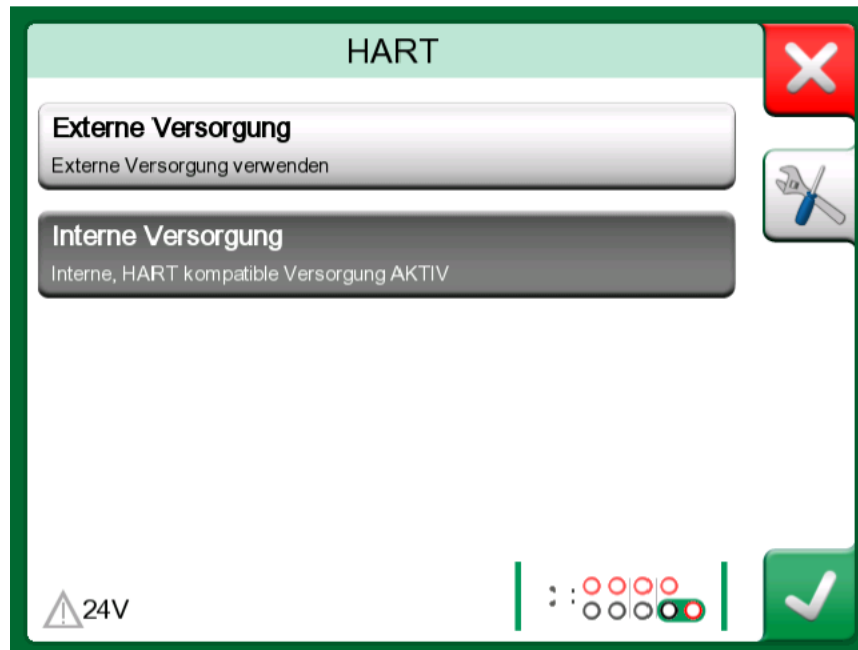 HART
Externe Versorgung
Externe Versorgung verwenden
Interne Versorgung
Interne, HART kompatible Versorgung AKTIV
24V